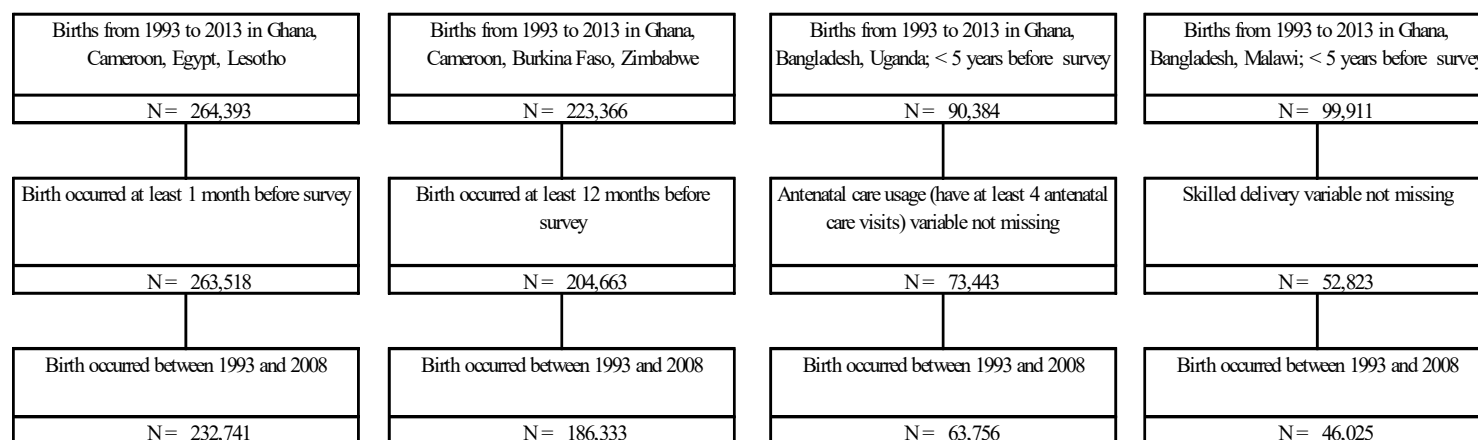 Births from 1993 to 2013 in Ghana,
Cameroon, Egypt, Lesotho
N = 264,393
Births from 1993 to 2013 in Ghana,
Cameroon, Burkina Faso, Zimbabwe
N = 223,366
Births from 1993 to 2013 in Ghana,
Bangladesh, Uganda; < 5 years before survey
N = 90,384
Births from 1993 to 2013 in Ghana,
Bangladesh, Malawi; < 5 years before survey
N = 99,911
Birth occurred at least 1 month before survey
N = 263,518
Birth occurred at least 12 months before
survey
N = 204,663
Antenatal care usage (have at least 4 antenatal
care visits) variable not missing
N = 73,443
Skilled delivery variable not missing
N = 52,823
Birth occurred between 1993 and 2008
N = 232,741
Birth occurred between 1993 and 2008
N = 186,333
Birth occurred between 1993 and 2008
N = 63,756
Birth occurred between 1993 and 2008
N = 46,025